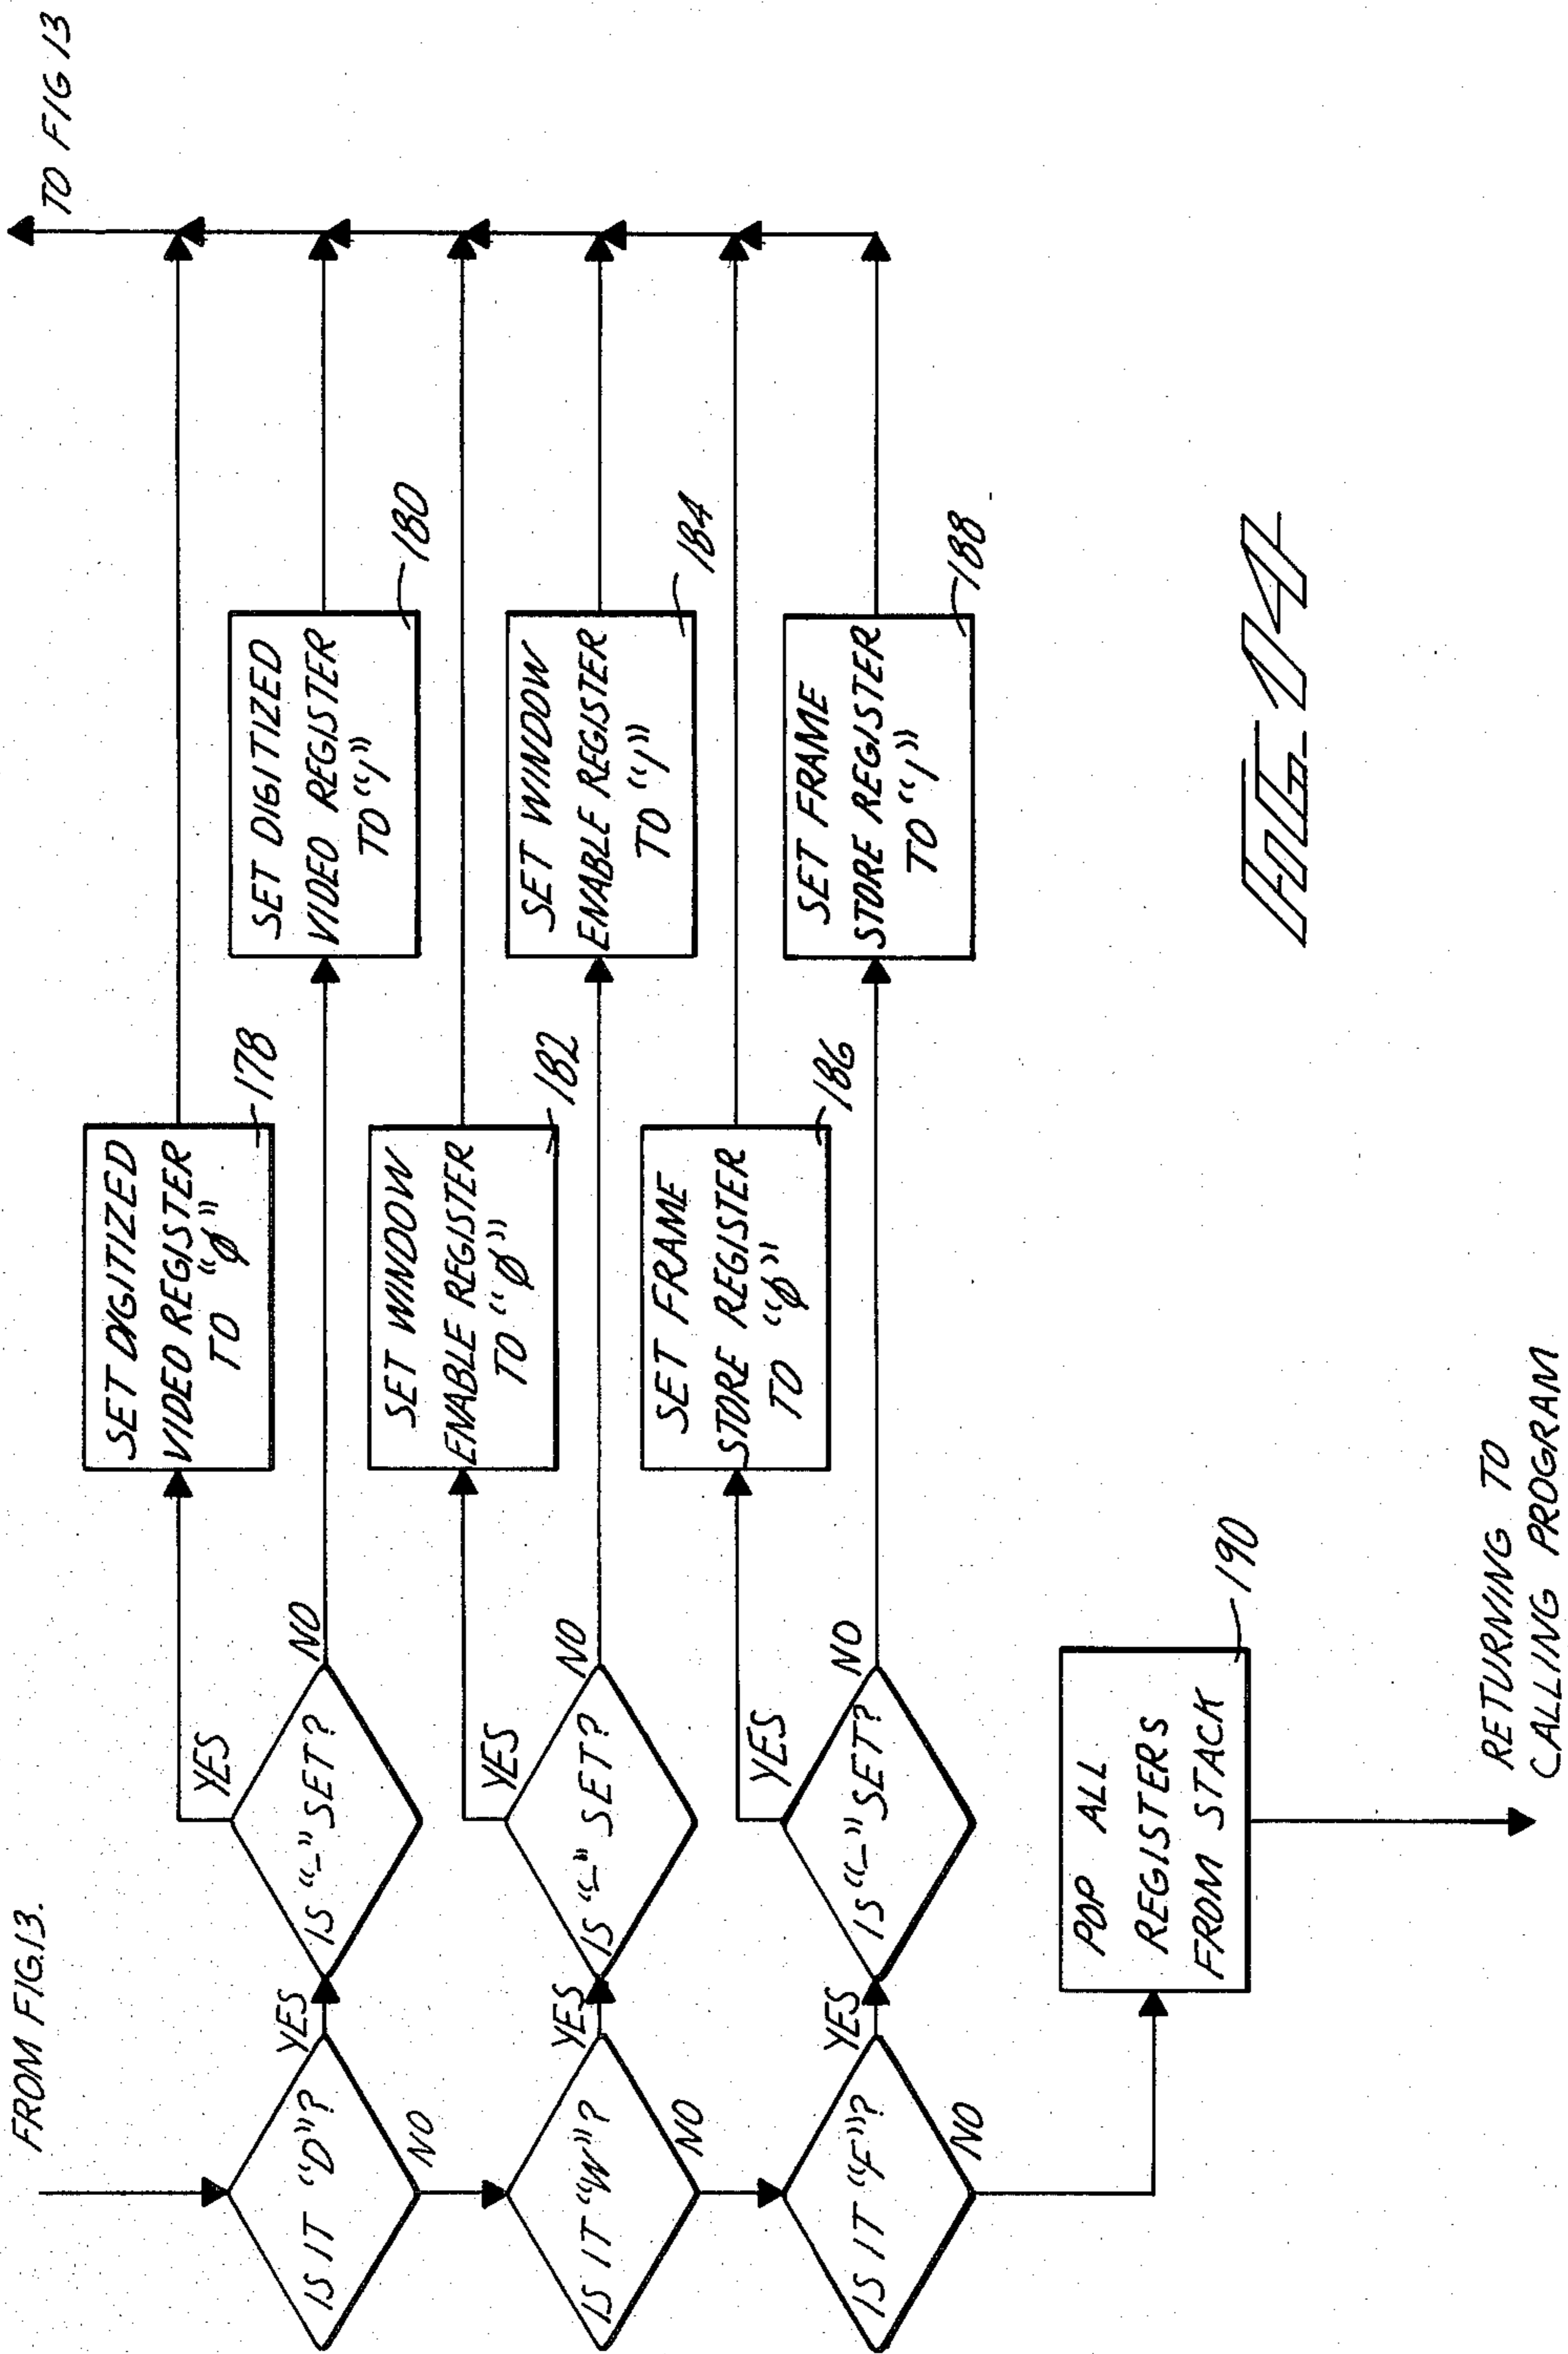 FROM FIG.13.
TO FIG 13
IS IT "D"?
YES
NO
IS "-" SET?
YES
NO
SET DIGITIZED
VIDEO REGISTER
TO "Ø"
178
SET DIGITIZED
VIDEO REGISTER
TO "1"
180
IS IT "W"?
YES
NO
IS "-" SET?
YES
NO
SET WINDOW
ENABLE REGISTER
TO "Ø"
182
SET WINDOW
ENABLE REGISTER
TO "1"
184
IS IT "F"?
YES
NO
IS "-" SET?
YES
NO
SET FRAME
STORE REGISTER
TO "Ø"
186
SET FRAME
STORE REGISTER
TO "1"
188
POP ALL
REGISTERS
FROM STACK
190
RETURNING TO
CALLING PROGRAM
FIG. 14